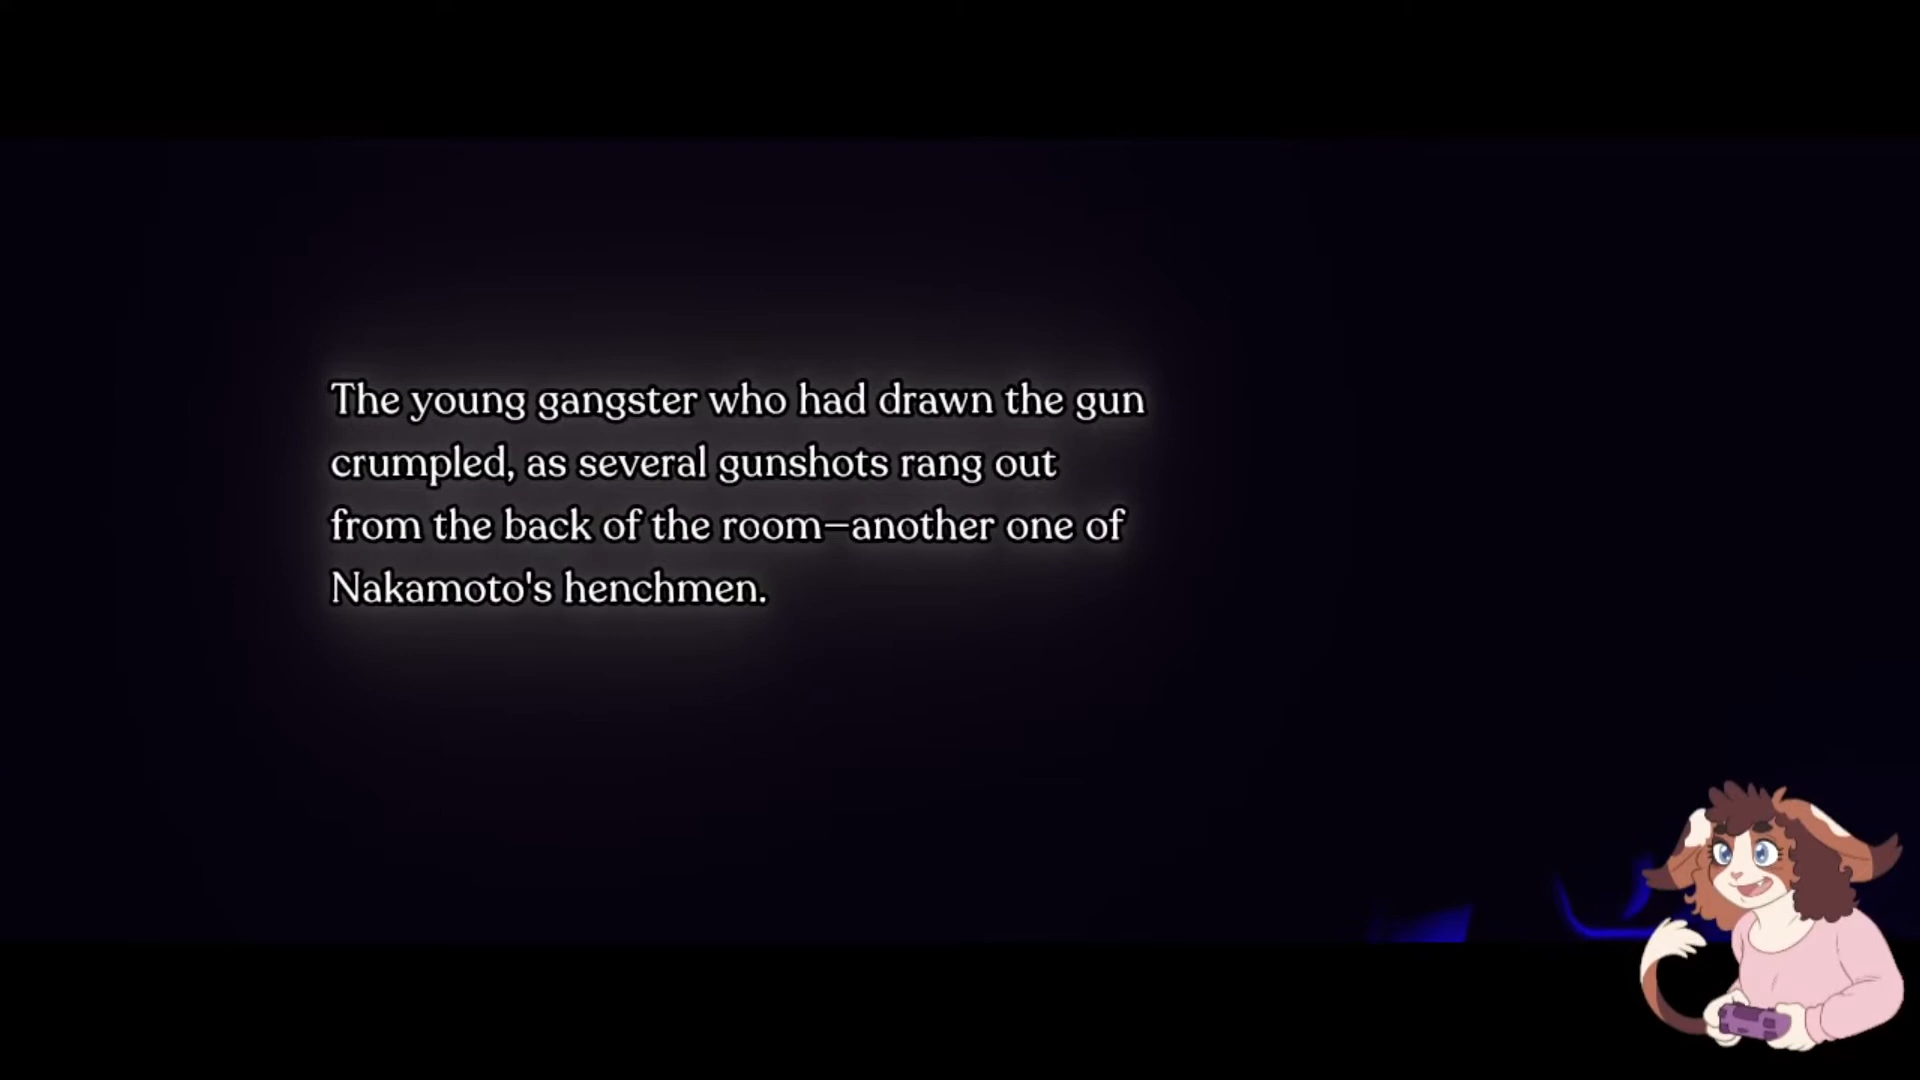 The young gangster who had drawn the gun
crumpled, as several gunshots rang out
from the back of the room—another one of
Nakamoto's henchmen.